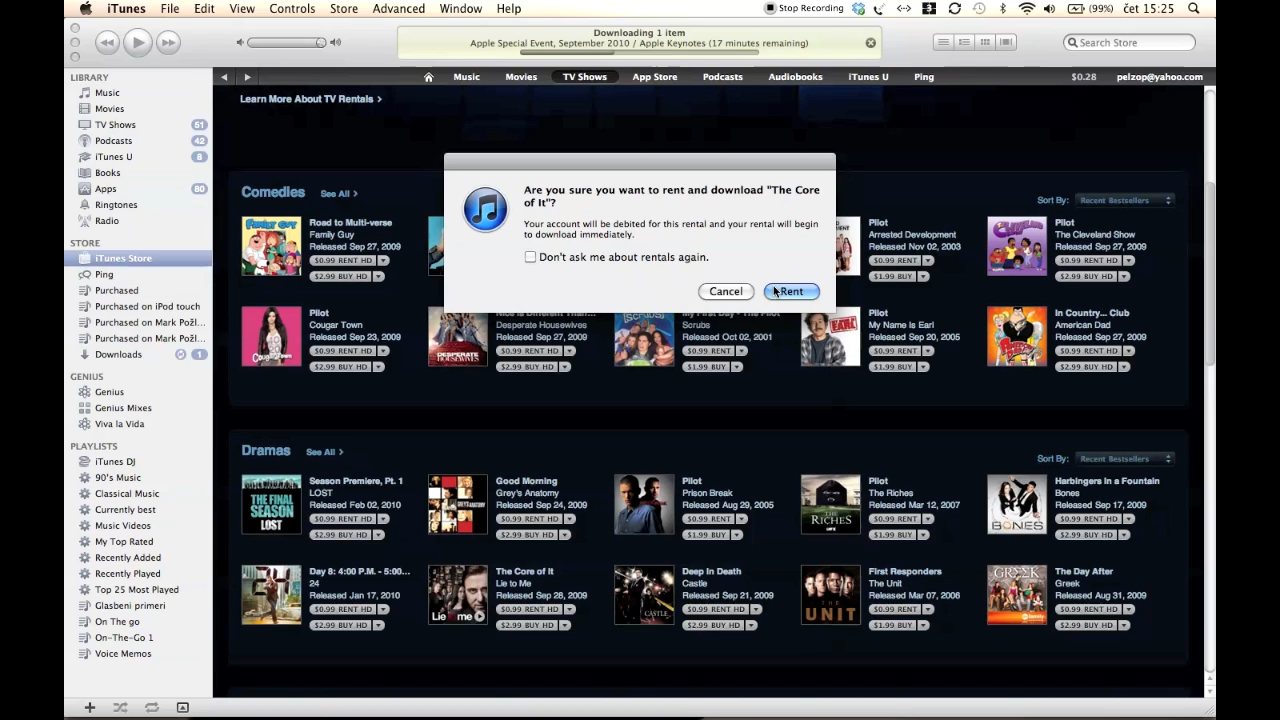 iTunes File Edit View Controls Store Advanced Window Help
Stop Recording 3 (99%) čet 15:25
Downloading 1 item
Apple Special Event, September 2010 / Apple Keynotes (17 minutes remaining)
Search Store
LIBRARY
Music
Movies
TV Shows 51
Podcasts 42
iTunes U 8
Books
Apps 80
Ringtones
Radio
STORE
iTunes Store
Ping
Purchased
Purchased on iPod touch
Purchased on Mark Požl...
Purchased on Mark Požl...
Downloads 1
GENIUS
Genius
Genius Mixes
Viva la Vida
PLAYLISTS
iTunes DJ
90's Music
Classical Music
Currently best
Music Videos
My Top Rated
Recently Added
Recently Played
Top 25 Most Played
Glasbeni primeri
On The go
On-The-Go 1
Voice Memos
Music Movies TV Shows App Store Podcasts Audiobooks iTunes U Ping $0.28 pelzop@yahoo.com
Learn More About TV Rentals >
Are you sure you want to rent and download "The Core
of It"?
Your account will be debited for this rental and your rental will begin
to download immediately.
Don't ask me about rentals again.
Cancel Rent
Comedies See All >
Sort By: Recent Bestsellers
Road to Multi-verse
Family Guy
Released Sep 27, 2009
$0.99 RENT HD
$2.99 BUY HD
Pilot
Arrested Development
Released Nov 02, 2003
$0.99 RENT
$1.99 BUY
Pilot
The Cleveland Show
Released Sep 27, 2009
$0.99 RENT HD
$2.99 BUY HD
Pilot
Cougar Town
Released Sep 23, 2009
$0.99 RENT HD
$2.99 BUY HD
Nice Is Different Than...
Desperate Housewives
Released Sep 27, 2009
$0.99 RENT HD
$2.99 BUY HD
My First Day - The Pilot
Scrubs
Released Oct 02, 2001
$0.99 RENT
$1.99 BUY
Pilot
My Name Is Earl
Released Sep 20, 2005
$0.99 RENT HD
$2.99 BUY HD
In Country... Club
American Dad
Released Sep 27, 2009
$0.99 RENT HD
$2.99 BUY HD
Dramas See All >
Sort By: Recent Bestsellers
Season Premiere, Pt. 1
LOST
Released Feb 02, 2010
$0.99 RENT HD
$2.99 BUY HD
Good Morning
Grey's Anatomy
Released Sep 24, 2009
$0.99 RENT HD
$2.99 BUY HD
Pilot
Prison Break
Released Aug 29, 2005
$0.99 RENT
$1.99 BUY
Pilot
The Riches
Released Mar 12, 2007
$0.99 RENT
$1.99 BUY
Harbingers in a Fountain
Bones
Released Sep 17, 2009
$0.99 RENT HD
$2.99 BUY HD
Day 8: 4:00 P.M. - 5:00...
24
Released Jan 17, 2010
$0.99 RENT HD
$2.99 BUY HD
The Core of It
Lie to Me
Released Sep 28, 2009
$0.99 RENT HD
$2.99 BUY HD
Deep In Death
Castle
Released Sep 21, 2009
$0.99 RENT HD
$2.99 BUY HD
First Responders
The Unit
Released Mar 07, 2006
$0.99 RENT
$1.99 BUY
The Day After
Greek
Released Aug 31, 2009
$0.99 RENT HD
$2.99 BUY HD